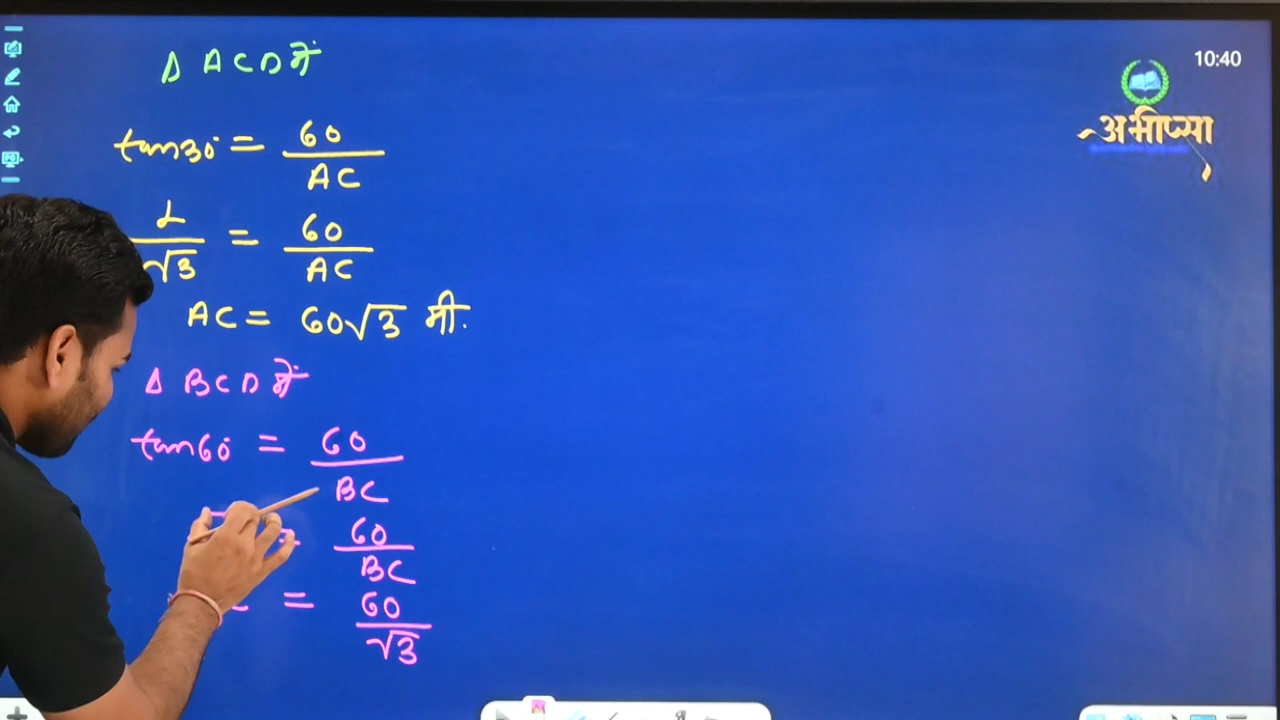 Δ ACD में
tan30° = 60/AC
1/√3 = 60/AC
AC = 60√3 मी.
Δ BCD में
tan60° = 60/BC
= 60/BC
= 60/√3
10:40
अभीप्सा